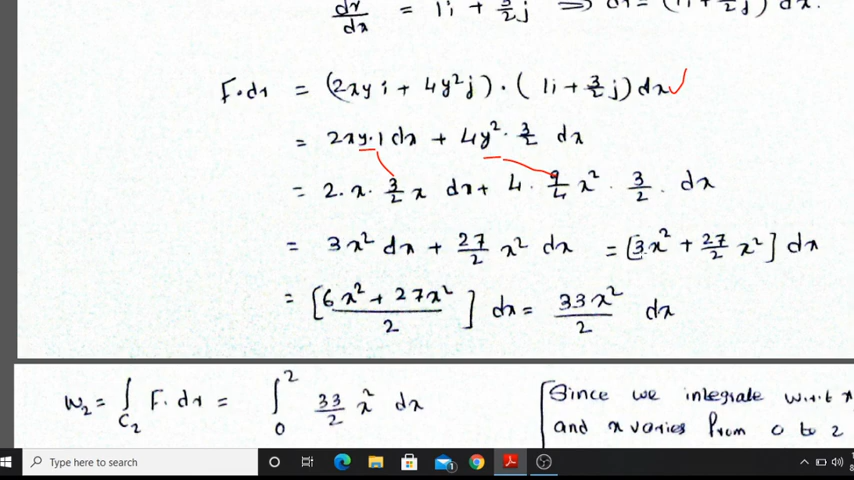 dr/dx = 1i + 3/2 j ⟹ dr = (1i + 3/2 j) dx.
F·dr = (2xy i + 4y² j) · (1i + 3/2 j) dx ✓
= 2xy·1 dx + 4y² · 3/2 dx
= 2·x· 3/2 x dx + 4 · 9/4 x² · 3/2 · dx
= 3x² dx + 27/2 x² dx = [3x² + 27/2 x²] dx
= [6x² + 27x² / 2] dx = 33x²/2 dx
W₂ = ∫C₂ F·dr = ∫₀² 33/2 x² dx
[Since we integrate w.r.t x
and x varies from 0 to 2
Type here to search